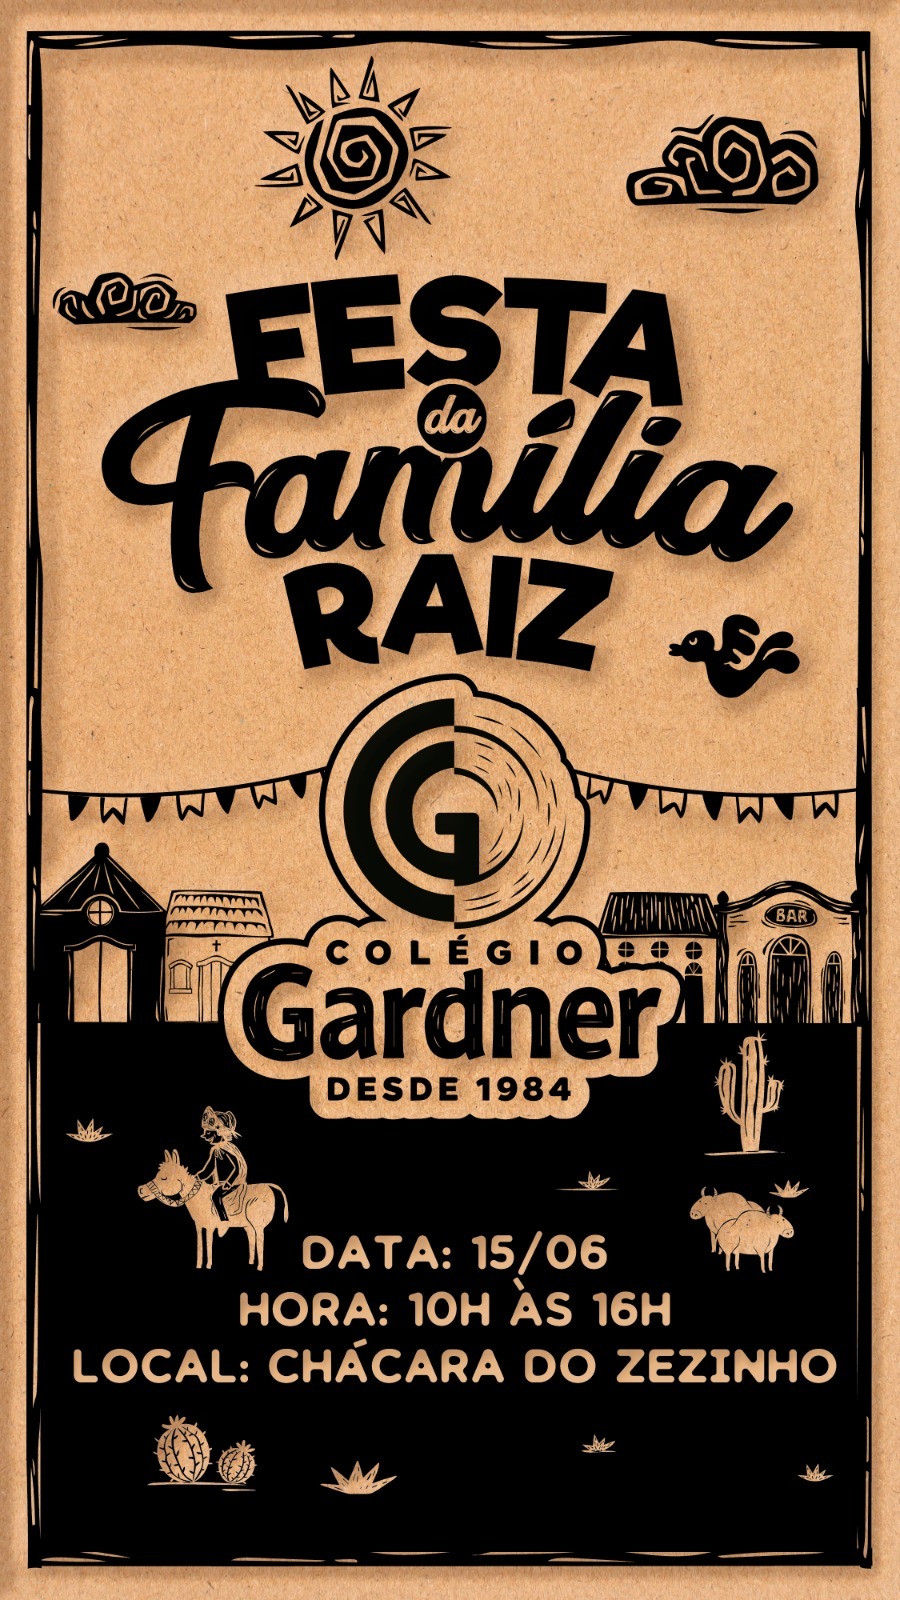 FESTA
da
Família
RAIZ
G
BAR
COLÉGIO
Gardner
DESDE 1984
DATA: 15/06
HORA: 10H ÀS 16H
LOCAL: CHÁCARA DO ZEZINHO